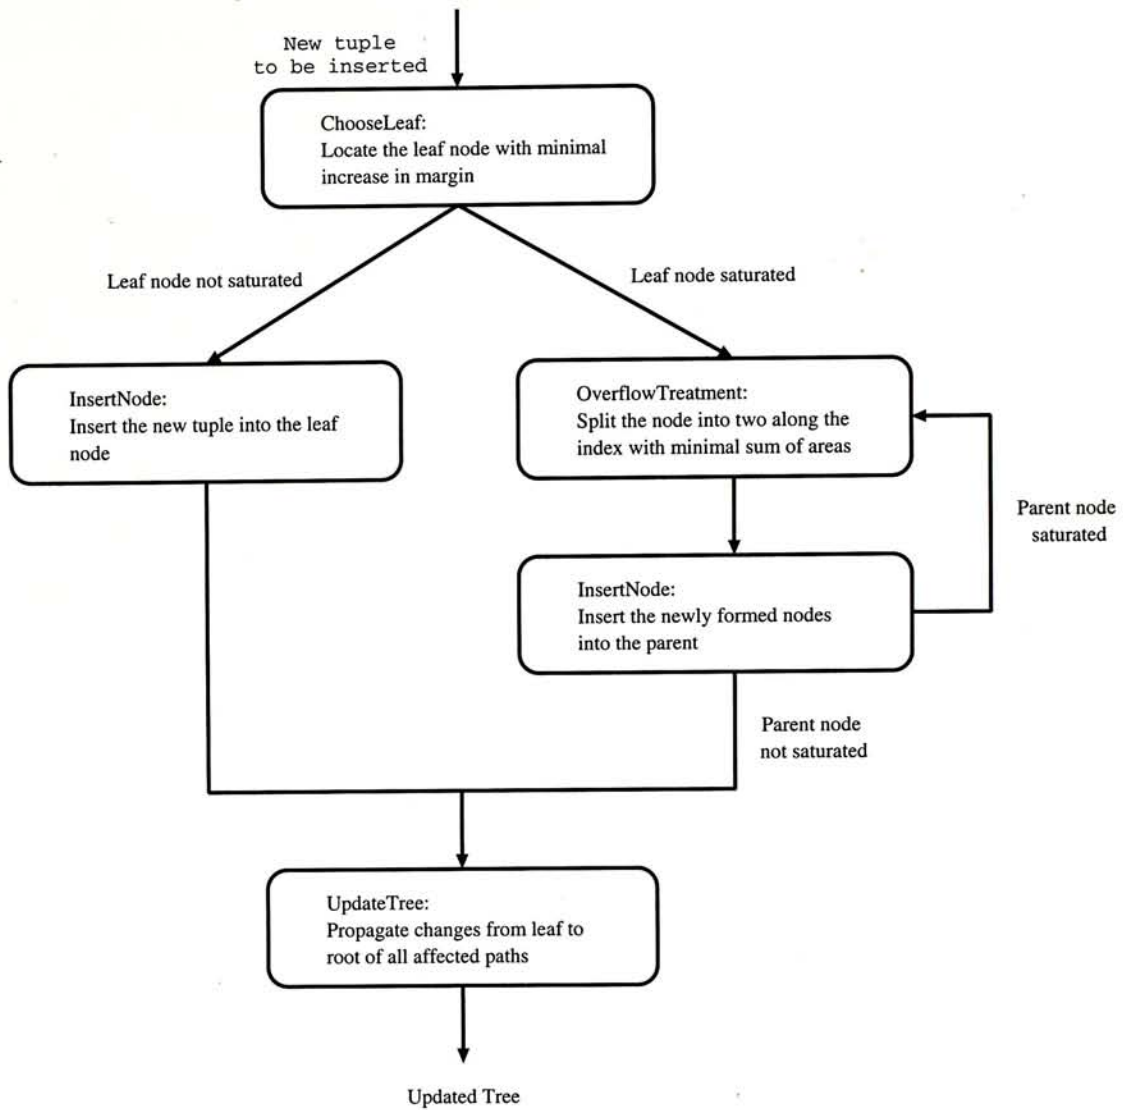 New tuple
to be inserted
ChooseLeaf:
Locate the leaf node with minimal
increase in margin
Leaf node not saturated
Leaf node saturated
InsertNode:
Insert the new tuple into the leaf
node
OverflowTreatment:
Split the node into two along the
index with minimal sum of areas
Parent node
saturated
InsertNode:
Insert the newly formed nodes
into the parent
Parent node
not saturated
UpdateTree:
Propagate changes from leaf to
root of all affected paths
Updated Tree